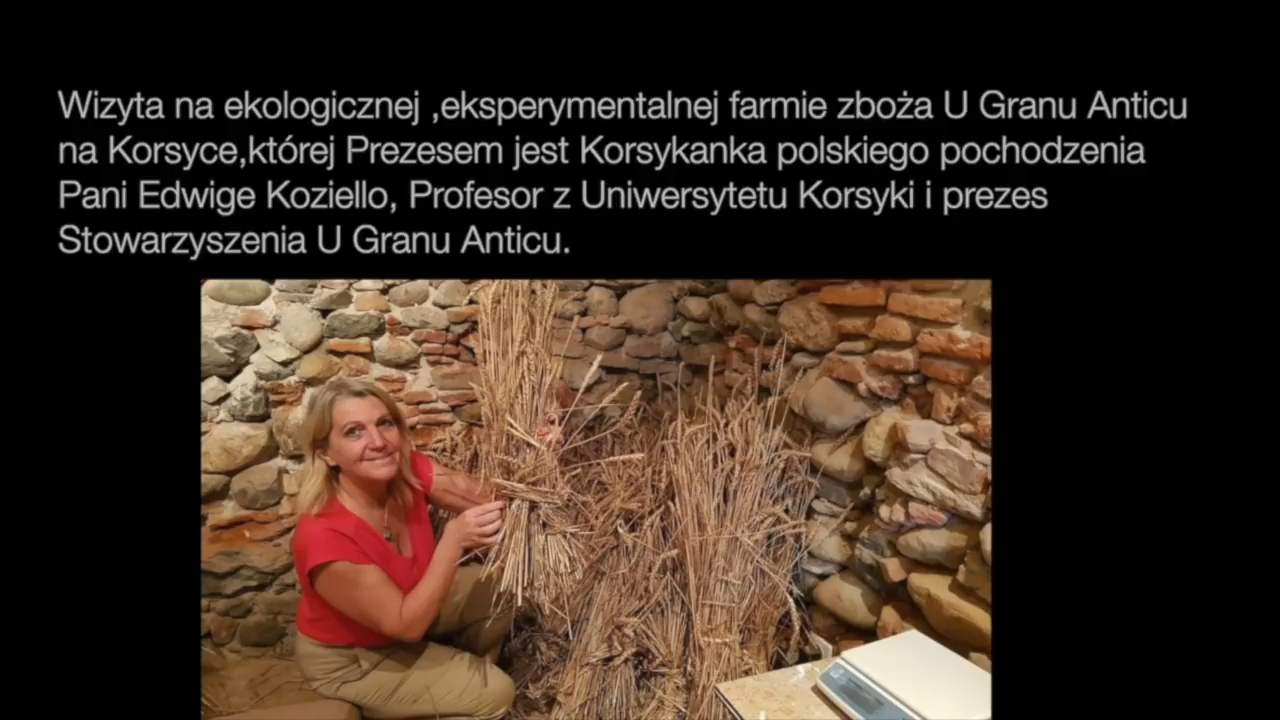 Wizyta na ekologicznej ,eksperymentalnej farmie zboża U Granu Anticu
na Korsyce,której Prezesem jest Korsykanka polskiego pochodzenia
Pani Edwige Koziello, Profesor z Uniwersytetu Korsyki i prezes
Stowarzyszenia U Granu Anticu.